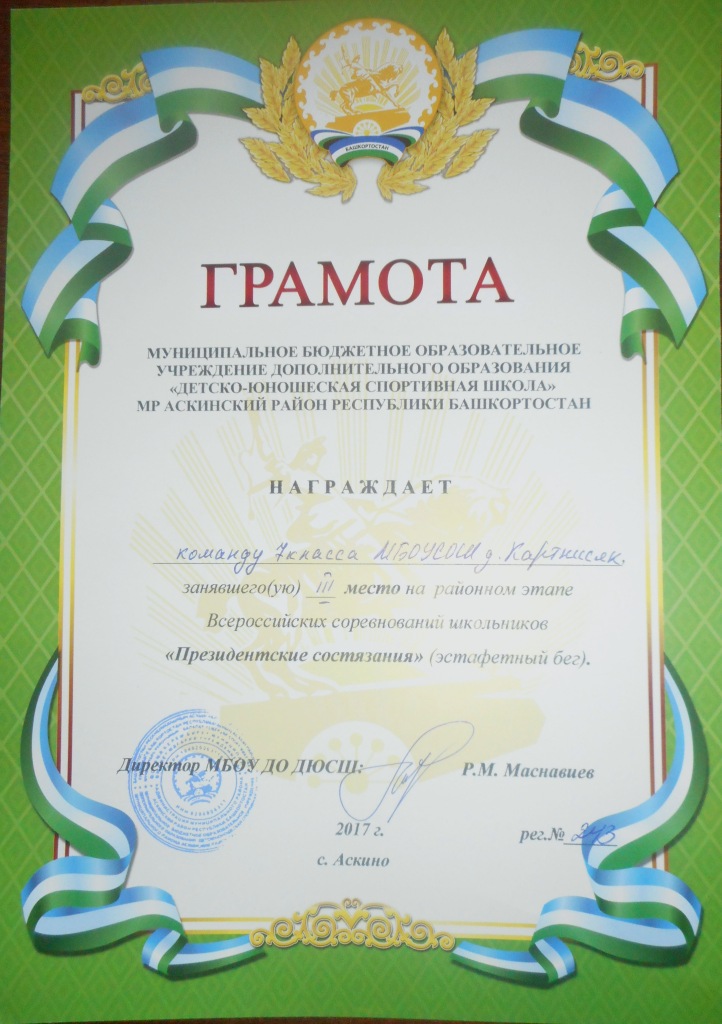 БАШКОРТОСТАН
ГРАМОТА
МУНИЦИПАЛЬНОЕ БЮДЖЕТНОЕ ОБРАЗОВАТЕЛЬНОЕ
УЧРЕЖДЕНИЕ ДОПОЛНИТЕЛЬНОГО ОБРАЗОВАНИЯ
«ДЕТСКО-ЮНОШЕСКАЯ СПОРТИВНАЯ ШКОЛА»
МР АСКИНСКИЙ РАЙОН РЕСПУБЛИКИ БАШКОРТОСТАН
НАГРАЖДАЕТ
команду 7класса МБОУСОШ д. Карткисяк,
занявшего(ую) III место на районном этапе
Всероссийских соревнований школьников
«Президентские состязания» (эстафетный бег).
Директор МБОУ ДО ДЮСШ: Р.М. Маснавиев
2017 г. рег.№ 243
с. Аскино